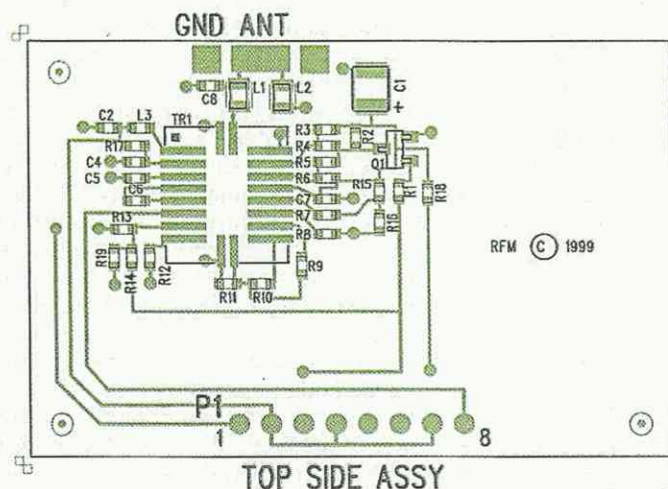 GND ANT
C8
L1
L2
C1
+
C2
L3
TR1
R3
R2
R17
R4
Q1
C4
R5
C5
R6
R15
R1
R18
C6
C7
R7
R16
R13
R8
RFM C 1999
R19
R14
R12
R9
R11
R10
P1
1
8
TOP SIDE ASSY